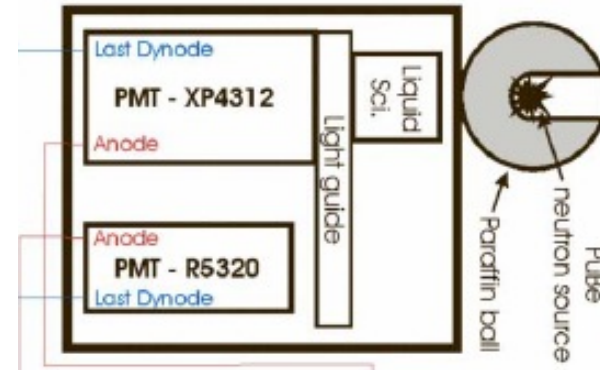 Last Dynode
PMT - XP4312
Anode
Anode
PMT - R5320
Last Dynode
Light guide
Liquid
Sci.
Paraffin ball
PuBe
neutron source